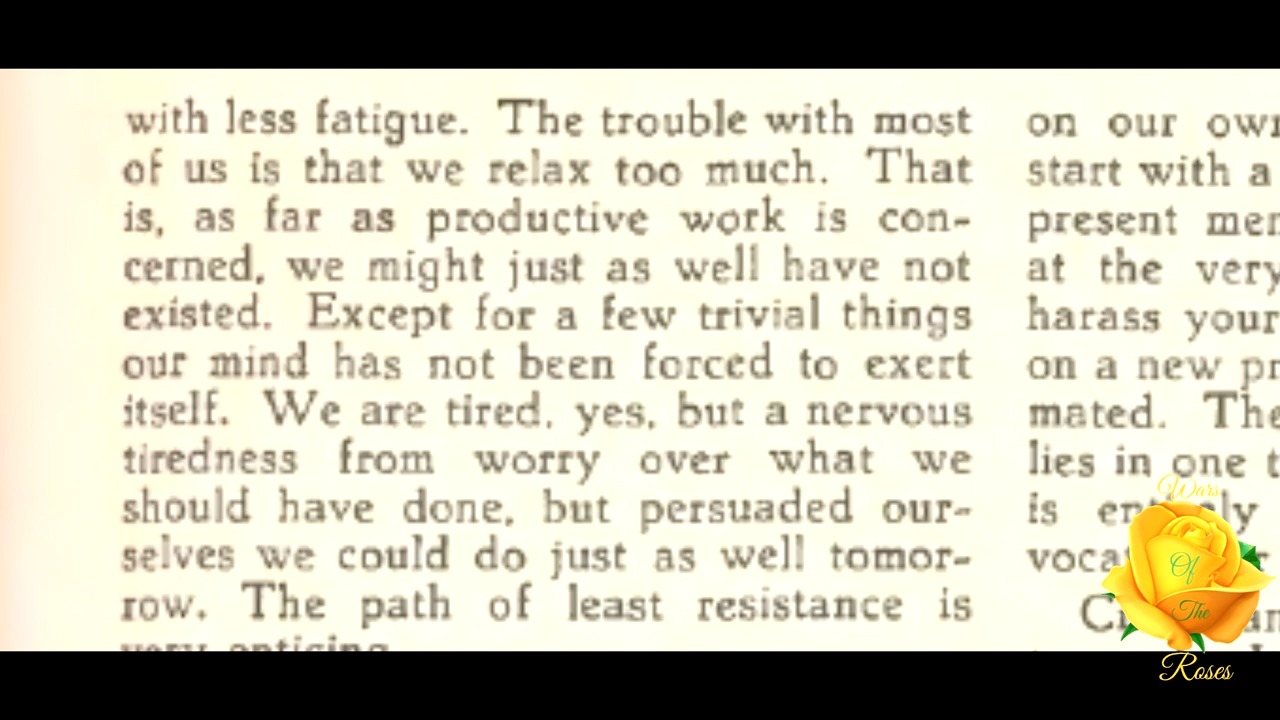 with less fatigue. The trouble with most
of us is that we relax too much. That
is, as far as productive work is con-
cerned, we might just as well have not
existed. Except for a few trivial things
our mind has not been forced to exert
itself. We are tired, yes, but a nervous
tiredness from worry over what we
should have done, but persuaded our-
selves we could do just as well tomor-
row. The path of least resistance is
very enticing.
on our own
start with a
present
at the very
harass your
on a new
mated. The
lies in one
is
Wars
Of
The
Roses